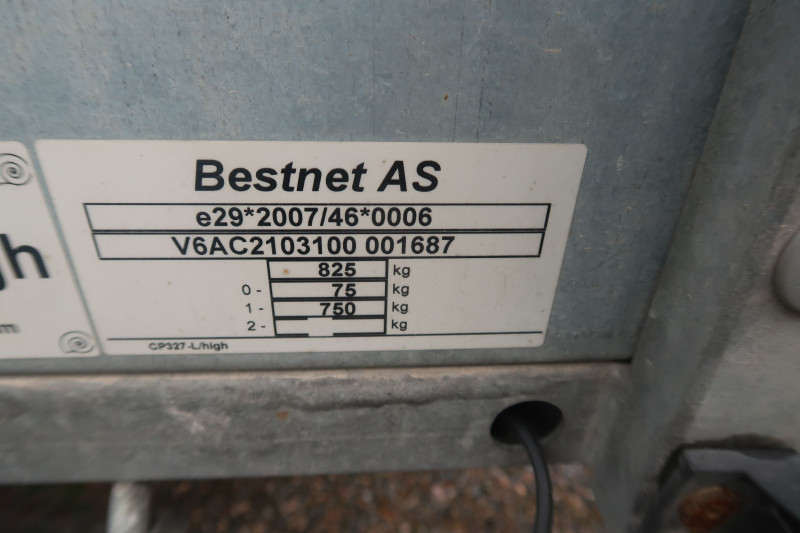 Bestnet AS
e29*2007/46*0006
V6AC2103100 001687
825 kg
0- 75 kg
1- 750 kg
2- kg
CP327-L/high